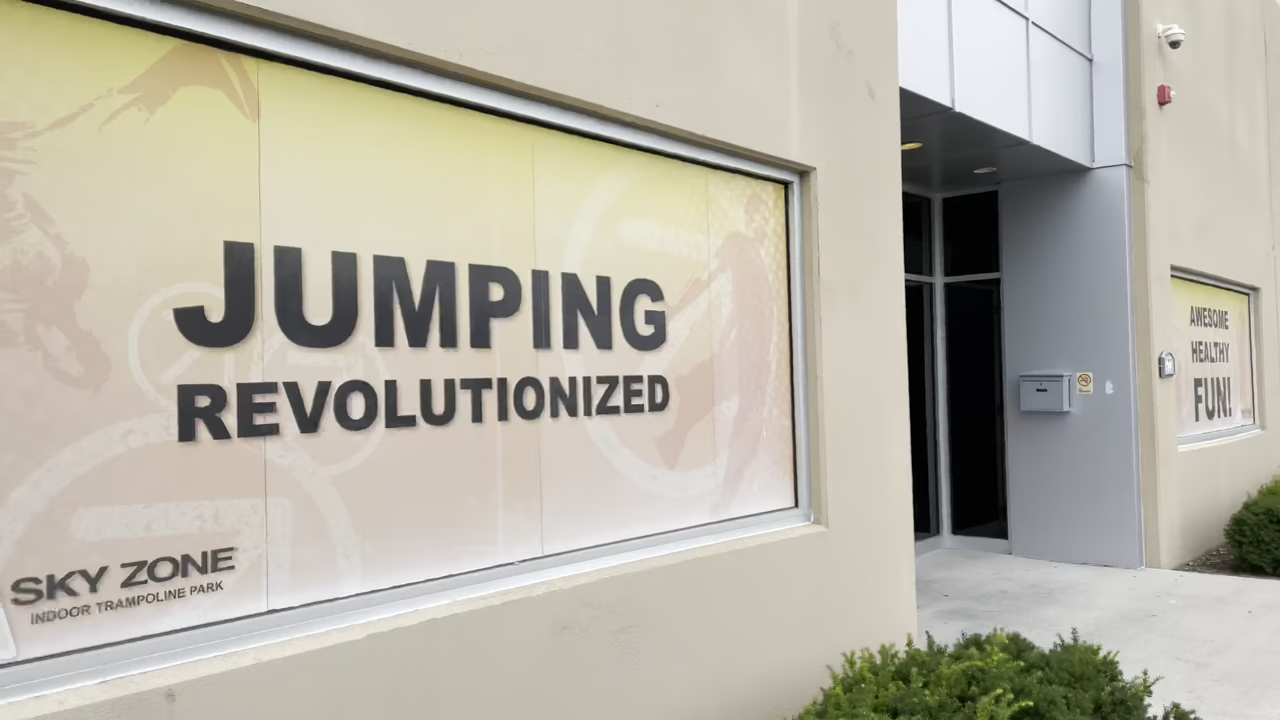 JUMPING
REVOLUTIONIZED
SKY ZONE
INDOOR TRAMPOLINE PARK
AWESOME
HEALTHY
FUN!